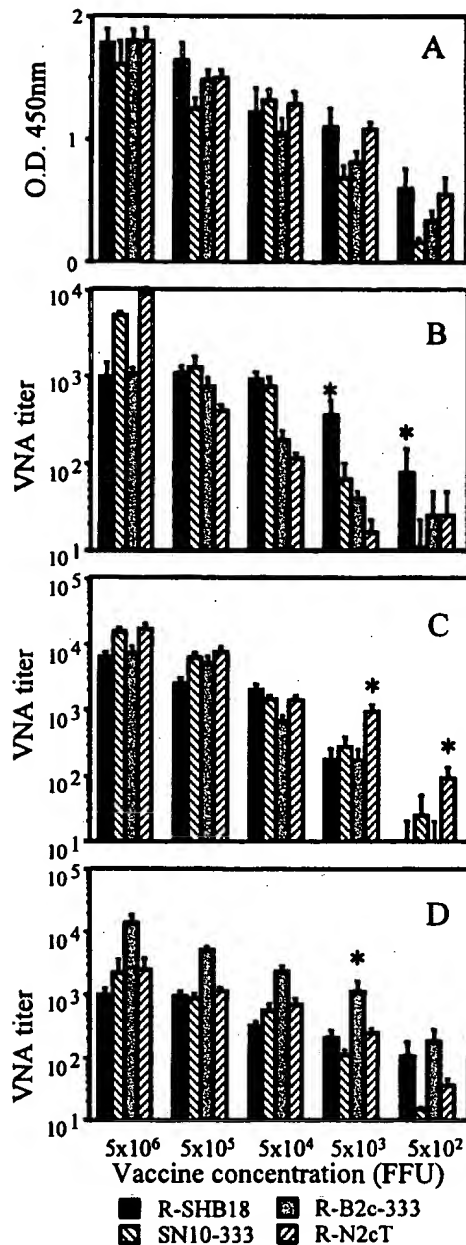 A
O.D. 450nm
2
1
0
B
VNA titer
10⁴
10³
10²
10¹
*
*
C
VNA titer
10⁵
10⁴
10³
10²
10¹
*
*
D
VNA titer
10⁵
10⁴
10³
10²
10¹
*
5x10⁶ 5x10⁵ 5x10⁴ 5x10³ 5x10²
Vaccine concentration (FFU)
R-SHB18 R-B2c-333
SN10-333 R-N2cT